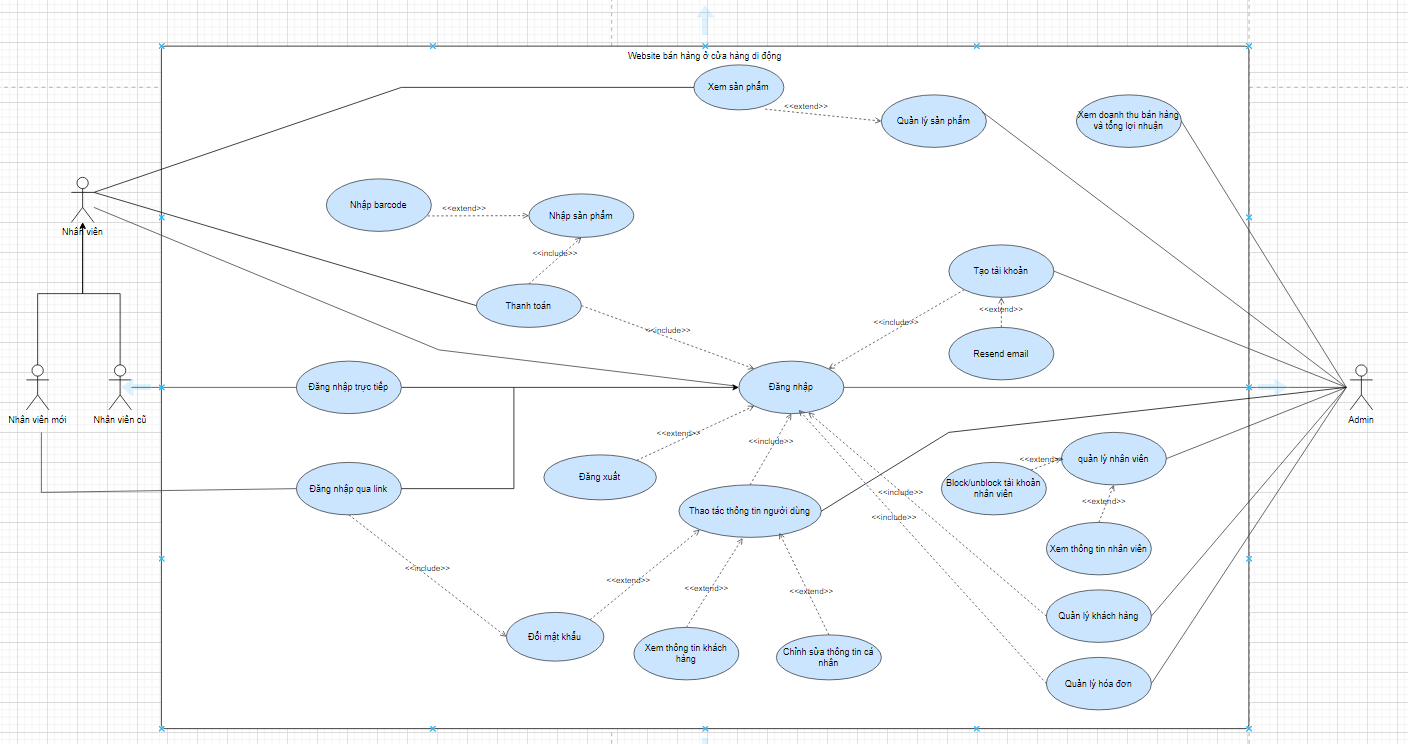 Website bán hàng ở cửa hàng di động
Xem sản phẩm
<<extend>>
Quản lý sản phẩm
Xem doanh thu bán hàng
và tổng lợi nhuận
Nhân viên
Nhập barcode
<<extend>>
Nhập sản phẩm
<<include>>
Thanh toán
<<include>>
Tạo tài khoản
<<include>>
<<extend>>
Resend email
Nhân viên mới
Nhân viên cũ
Đăng nhập trực tiếp
Đăng nhập
Admin
<<extend>>
<<include>>
Đăng xuất
Đăng nhập qua link
Thao tác thông tin người dùng
<<extend>>
quản lý nhân viên
Block/unblock tài khoản
nhân viên
<<include>>
<<extend>>
<<include>>
Xem thông tin nhân viên
<<include>>
<<extend>>
<<extend>>
<<extend>>
Quản lý khách hàng
Đổi mật khẩu
Xem thông tin khách
hàng
Chỉnh sửa thông tin cá
nhân
Quản lý hóa đơn